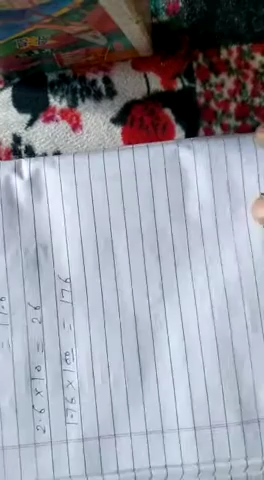 2.6 × 10 = 26
1.76 × 100 = 176